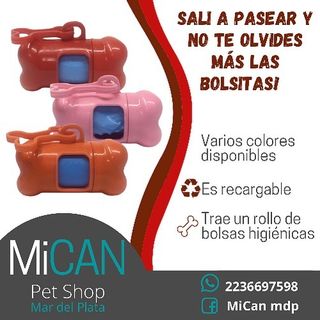 SALI A PASEAR Y
NO TE OLVIDES
MÁS LAS
BOLSITAS!
Varios colores
disponibles
Es recargable
Trae un rollo de
bolsas higiénicas
MiCAN
Pet Shop
Mar del Plata
2236697598
MiCan mdp